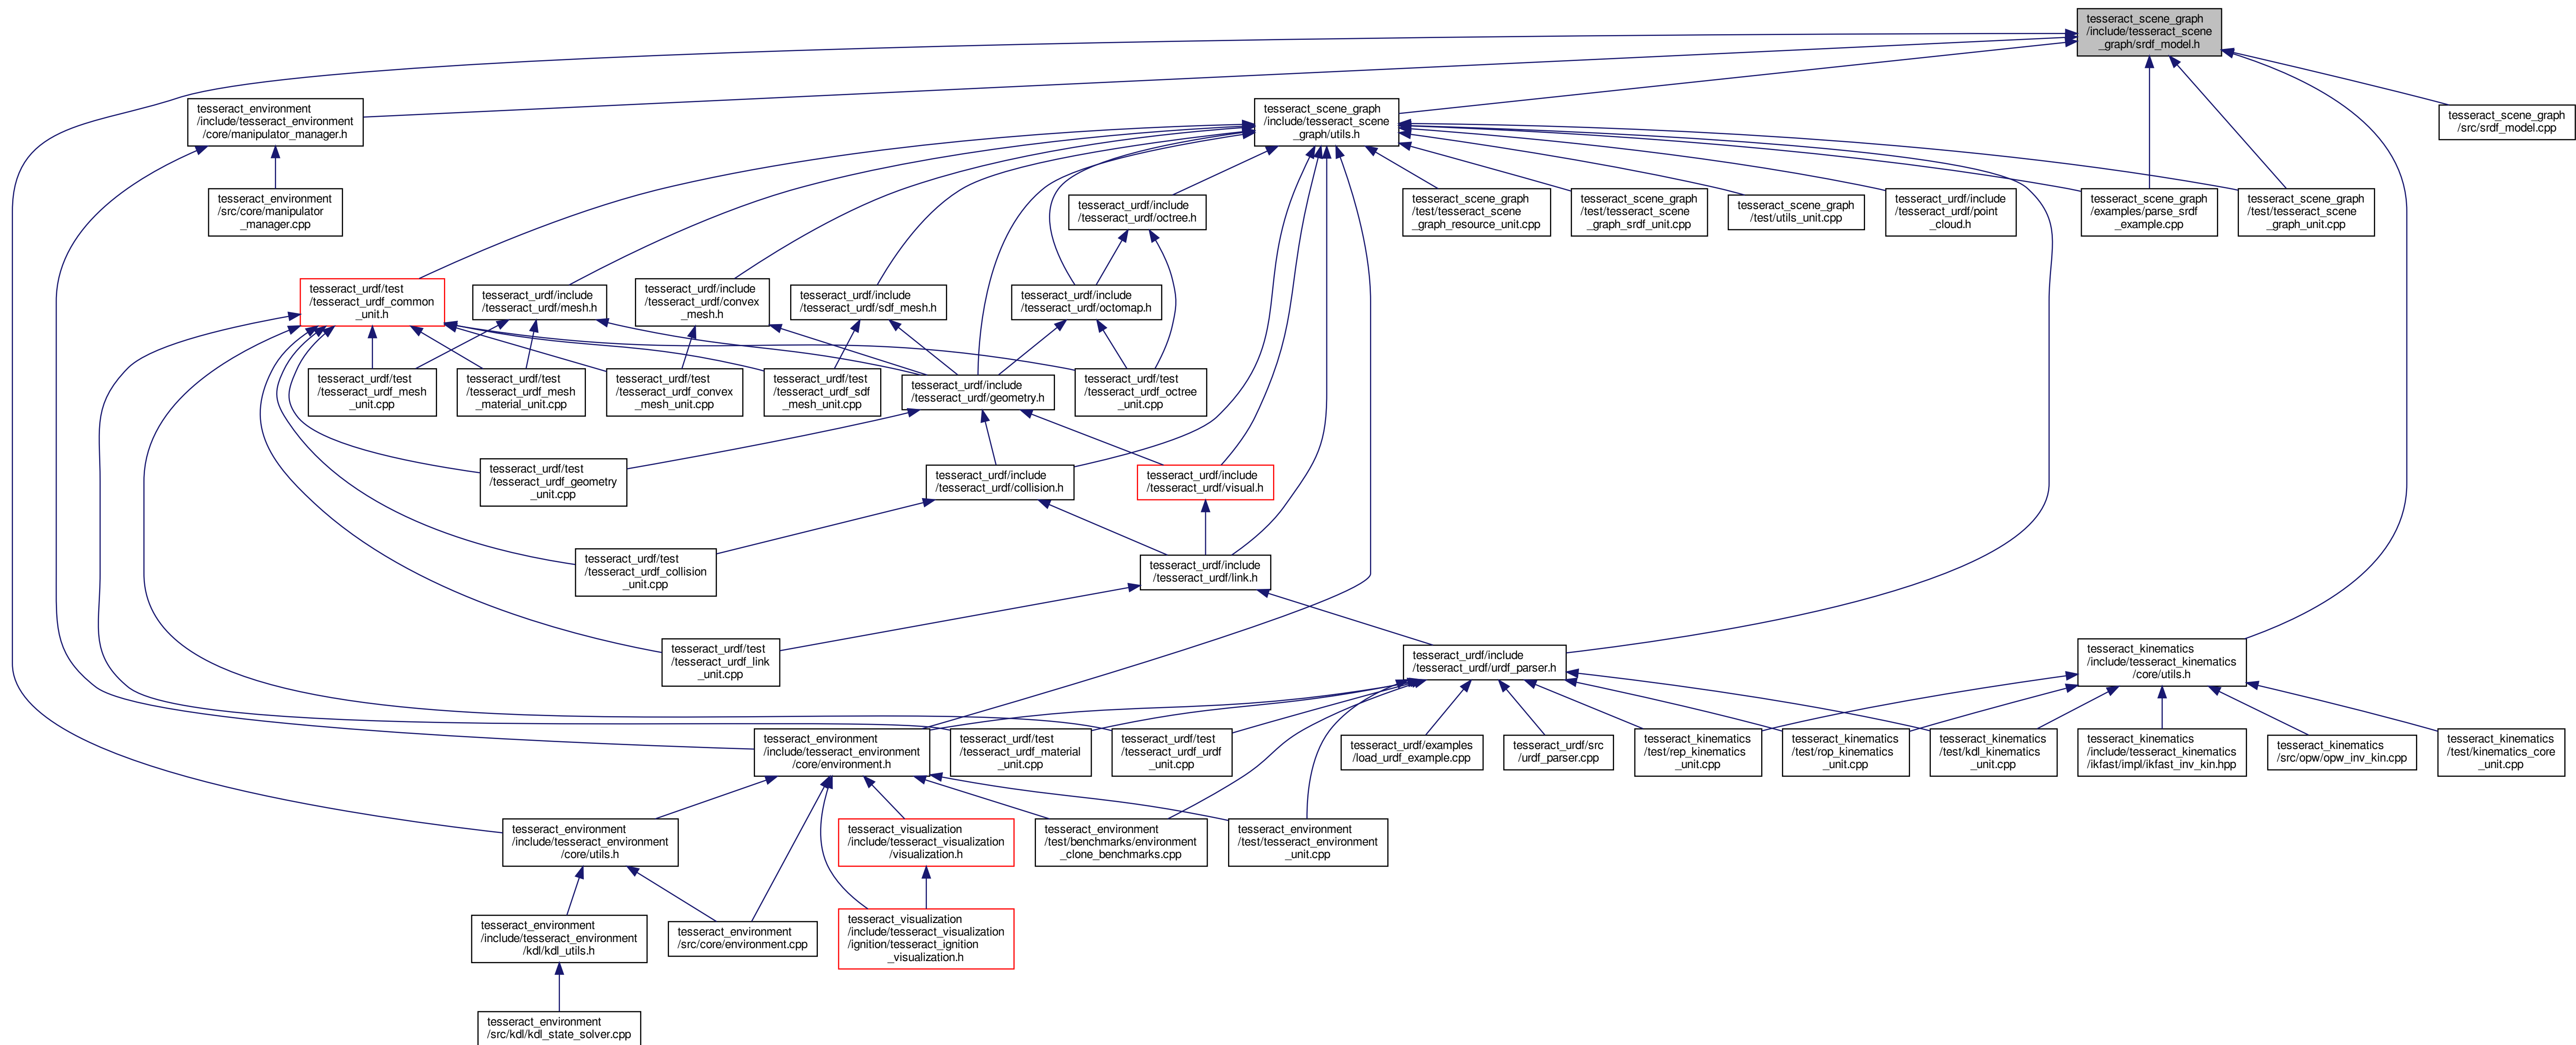 tesseract_scene_graph
/include/tesseract_scene
_graph/srdf_model.h
tesseract_environment
/include/tesseract_environment
/core/manipulator_manager.h
tesseract_scene_graph
/include/tesseract_scene
_graph/utils.h
tesseract_scene_graph
/src/srdf_model.cpp
tesseract_environment
/src/core/manipulator
_manager.cpp
tesseract_urdf/include
/tesseract_urdf/octree.h
tesseract_scene_graph
/test/tesseract_scene
_graph_resource_unit.cpp
tesseract_scene_graph
/test/tesseract_scene
_graph_srdf_unit.cpp
tesseract_scene_graph
/test/utils_unit.cpp
tesseract_urdf/include
/tesseract_urdf/point
_cloud.h
tesseract_scene_graph
/examples/parse_srdf
_example.cpp
tesseract_scene_graph
/test/tesseract_scene
_graph_unit.cpp
tesseract_urdf/test
/tesseract_urdf_common
_unit.h
tesseract_urdf/include
/tesseract_urdf/mesh.h
tesseract_urdf/include
/tesseract_urdf/convex
_mesh.h
tesseract_urdf/include
/tesseract_urdf/sdf_mesh.h
tesseract_urdf/include
/tesseract_urdf/octomap.h
tesseract_urdf/test
/tesseract_urdf_mesh
_unit.cpp
tesseract_urdf/test
/tesseract_urdf_mesh
_material_unit.cpp
tesseract_urdf/test
/tesseract_urdf_convex
_mesh_unit.cpp
tesseract_urdf/test
/tesseract_urdf_sdf
_mesh_unit.cpp
tesseract_urdf/include
/tesseract_urdf/geometry.h
tesseract_urdf/test
/tesseract_urdf_octree
_unit.cpp
tesseract_urdf/test
/tesseract_urdf_geometry
_unit.cpp
tesseract_urdf/include
/tesseract_urdf/collision.h
tesseract_urdf/include
/tesseract_urdf/visual.h
tesseract_urdf/test
/tesseract_urdf_collision
_unit.cpp
tesseract_urdf/include
/tesseract_urdf/link.h
tesseract_urdf/test
/tesseract_urdf_link
_unit.cpp
tesseract_urdf/include
/tesseract_urdf/urdf_parser.h
tesseract_kinematics
/include/tesseract_kinematics
/core/utils.h
tesseract_environment
/include/tesseract_environment
/core/environment.h
tesseract_urdf/test
/tesseract_urdf_material
_unit.cpp
tesseract_urdf/test
/tesseract_urdf_urdf
_unit.cpp
tesseract_urdf/examples
/load_urdf_example.cpp
tesseract_urdf/src
/urdf_parser.cpp
tesseract_kinematics
/test/rep_kinematics
_unit.cpp
tesseract_kinematics
/test/rop_kinematics
_unit.cpp
tesseract_kinematics
/test/kdl_kinematics
_unit.cpp
tesseract_kinematics
/include/tesseract_kinematics
/ikfast/impl/ikfast_inv_kin.hpp
tesseract_kinematics
/src/opw/opw_inv_kin.cpp
tesseract_kinematics
/test/kinematics_core
_unit.cpp
tesseract_environment
/include/tesseract_environment
/core/utils.h
tesseract_visualization
/include/tesseract_visualization
/visualization.h
tesseract_environment
/test/benchmarks/environment
_clone_benchmarks.cpp
tesseract_environment
/test/tesseract_environment
_unit.cpp
tesseract_environment
/include/tesseract_environment
/kdl/kdl_utils.h
tesseract_environment
/src/core/environment.cpp
tesseract_visualization
/include/tesseract_visualization
/ignition/tesseract_ignition
_visualization.h
tesseract_environment
/src/kdl/kdl_state_solver.cpp